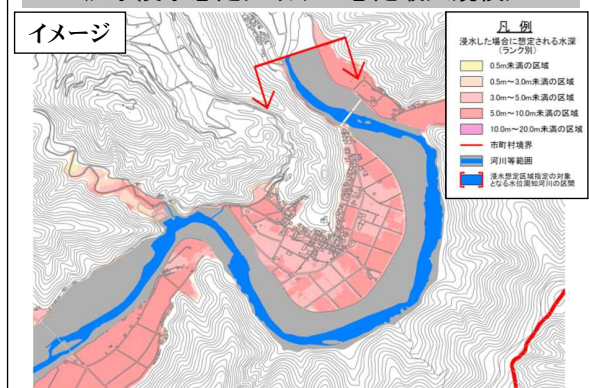 イメージ
凡 例
浸水した場合に想定される水深
(ランク別)
0.5m未満の区域
0.5m～3.0m未満の区域
3.0m～5.0m未満の区域
5.0m～10.0m未満の区域
10.0m～20.0m未満の区域
市町村境界
河川等範囲
浸水想定区域指定の対象
となる水位周知河川の区間